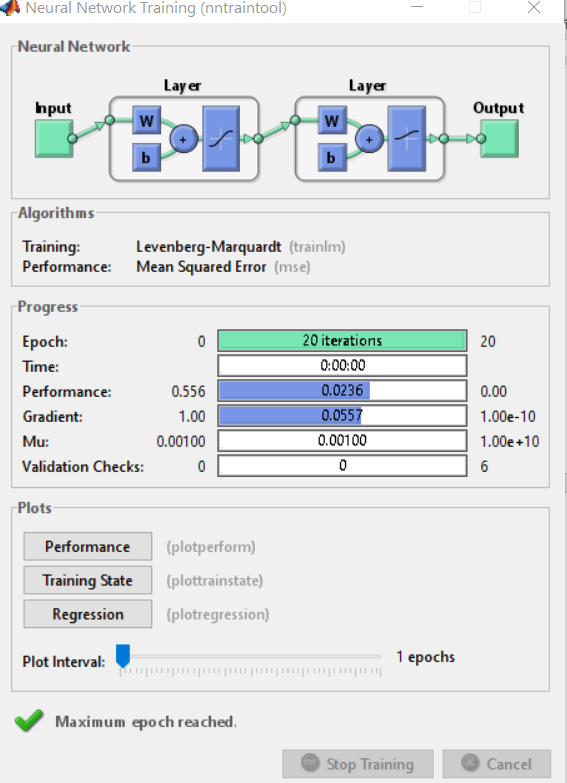 Neural Network Training (nntraintool)
Neural Network
Layer Layer
Input Output
W W
b b
+ +
Algorithms
Training: Levenberg-Marquardt (trainlm)
Performance: Mean Squared Error (mse)
Progress
Epoch: 0 20 iterations 20
Time: 0:00:00
Performance: 0.556 0.0236 0.00
Gradient: 1.00 0.0557 1.00e-10
Mu: 0.00100 0.00100 1.00e+10
Validation Checks: 0 0 6
Plots
Performance (plotperform)
Training State (plottrainstate)
Regression (plotregression)
Plot Interval: 1 epochs
Maximum epoch reached.
Stop Training Cancel